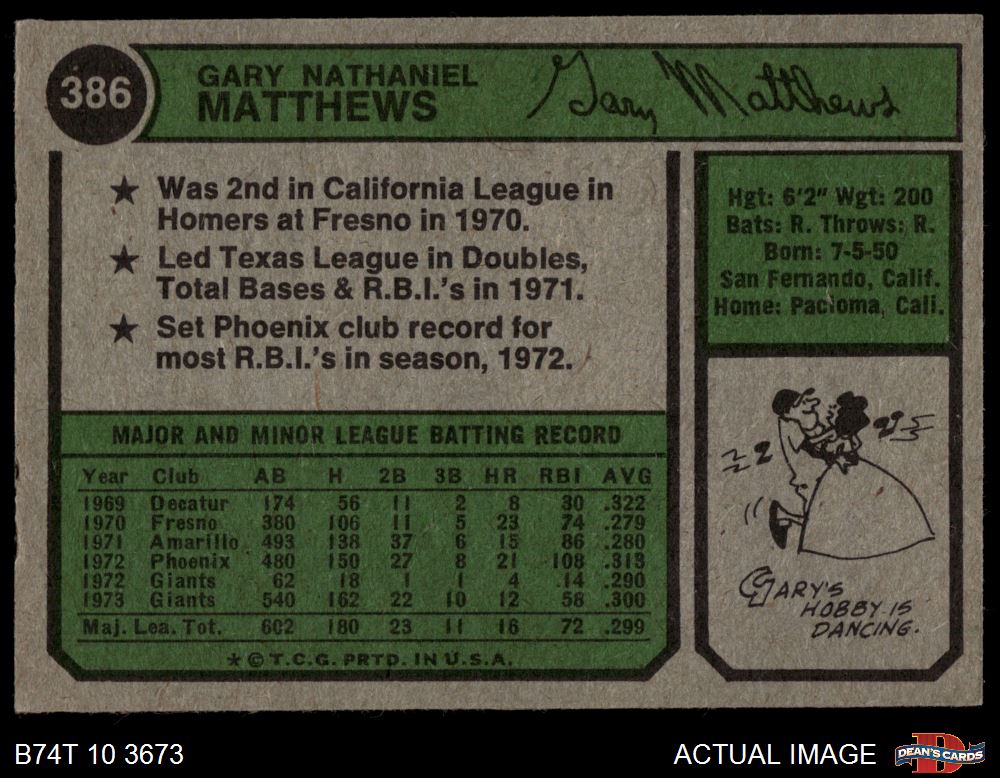 386
GARY NATHANIEL
MATTHEWS
Gary Matthews
★ Was 2nd in California League in
Homers at Fresno in 1970.
★ Led Texas League in Doubles,
Total Bases & R.B.I.'s in 1971.
★ Set Phoenix club record for
most R.B.I.'s in season, 1972.
Hgt: 6'2" Wgt: 200
Bats: R. Throws: R.
Born: 7-5-50
San Fernando, Calif.
Home: Pacioma, Cali.
MAJOR AND MINOR LEAGUE BATTING RECORD
Year Club AB H 2B 3B HR RBI AVG
1969 Decatur 174 56 11 2 8 30 .322
1970 Fresno 380 106 11 5 23 74 .279
1971 Amarillo 493 138 37 6 15 86 .280
1972 Phoenix 480 150 27 8 21 108 .313
1972 Giants 62 18 1 1 4 14 .290
1973 Giants 540 162 22 10 12 58 .300
Maj. Lea. Tot. 602 180 23 11 16 72 .299
★ © T.C.G. PRTD. IN U.S.A.
GARY'S
HOBBY IS
DANCING.
B74T 10 3673
ACTUAL IMAGE
DEAN'S CARDS